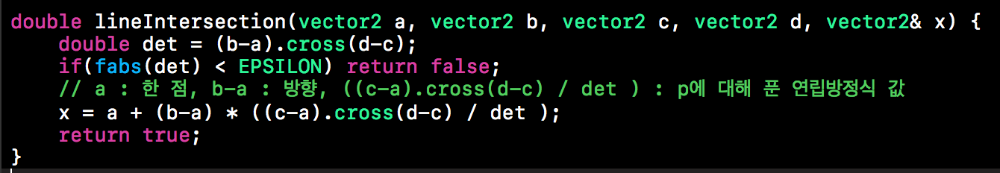 double lineIntersection(vector2 a, vector2 b, vector2 c, vector2 d, vector2& x) {
    double det = (b-a).cross(d-c);
    if(fabs(det) < EPSILON) return false;
    // a : 한 점, b-a : 방향, ((c-a).cross(d-c) / det ) : p에 대해 푼 연립방정식 값
    x = a + (b-a) * ((c-a).cross(d-c) / det );
    return true;
}